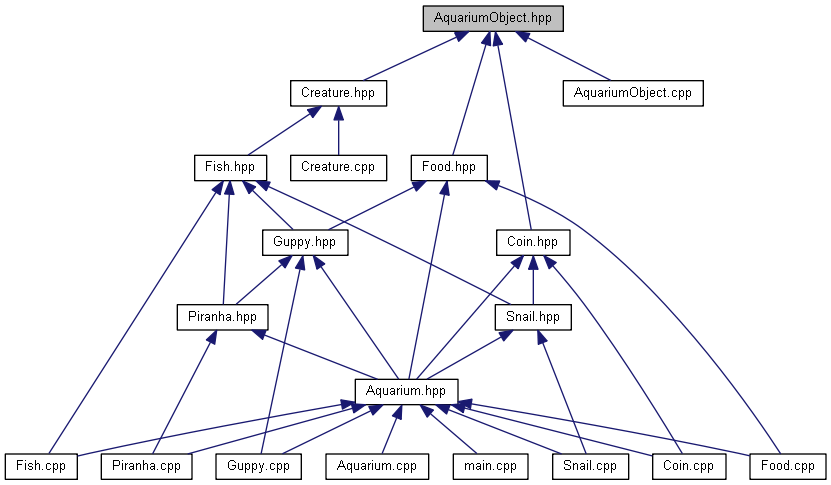 AquariumObject.hpp
Creature.hpp
AquariumObject.cpp
Fish.hpp
Creature.cpp
Food.hpp
Guppy.hpp
Coin.hpp
Piranha.hpp
Snail.hpp
Aquarium.hpp
Fish.cpp
Piranha.cpp
Guppy.cpp
Aquarium.cpp
main.cpp
Snail.cpp
Coin.cpp
Food.cpp